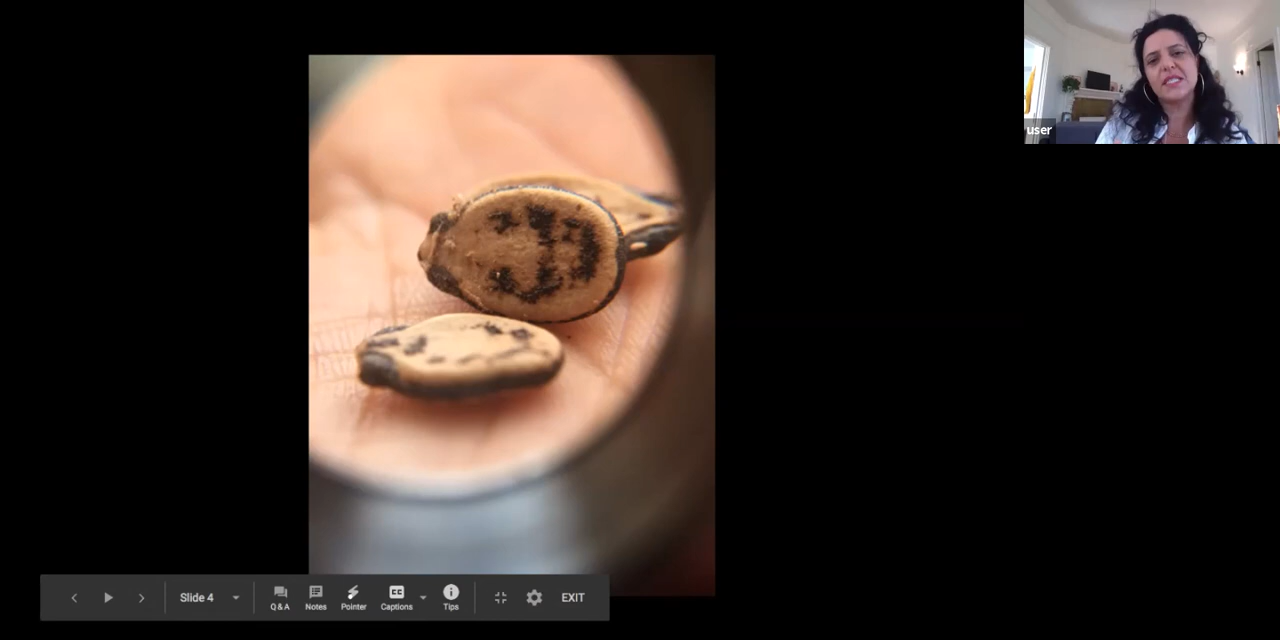 user
Slide 4
Q&A
Notes
Pointer
Captions
Tips
EXIT